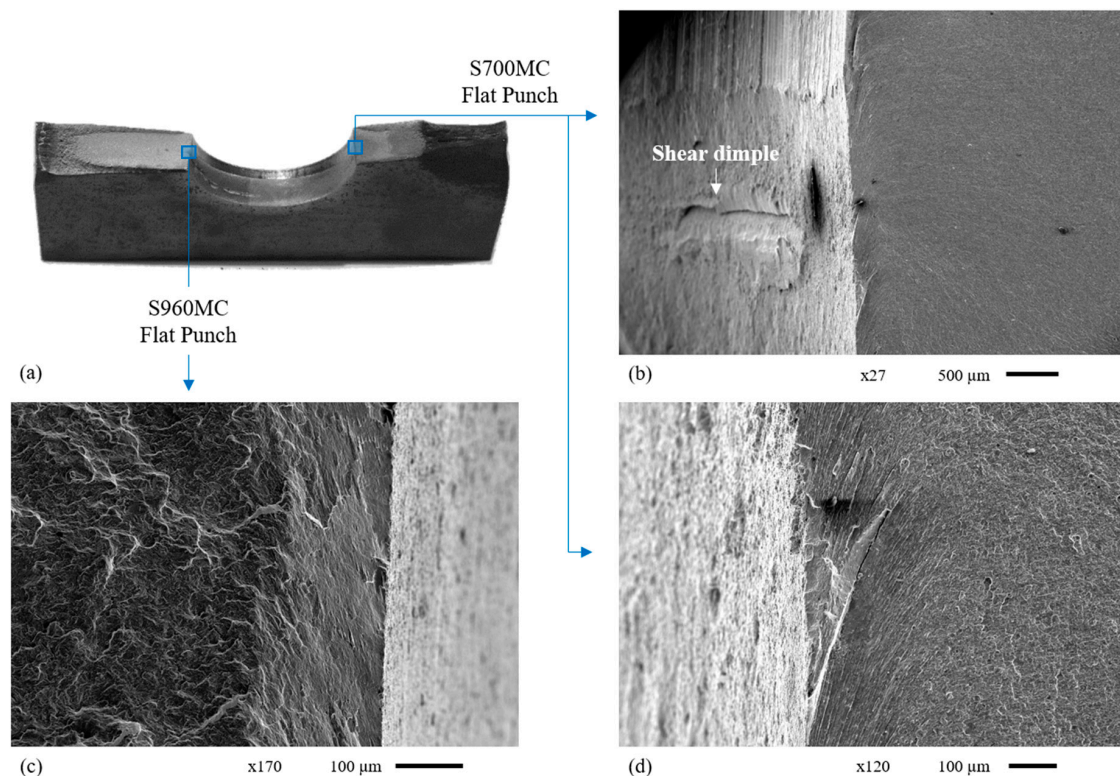 S700MC
Flat Punch
Shear dimple
S960MC
Flat Punch
(a)
(b)
x27 500 µm
(c)
x170 100 µm
(d)
x120 100 µm